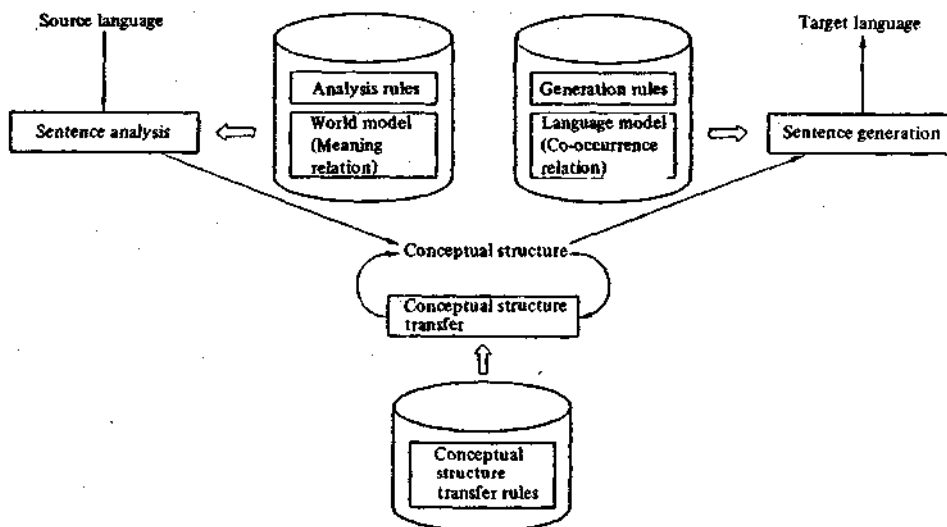 Source language
Target language
Analysis rules
World model
(Meaning
relation)
Generation rules
Language model
(Co-occurrence
relation)
Sentence analysis
Sentence generation
Conceptual structure
Conceptual structure
transfer
Conceptual
structure
transfer rules